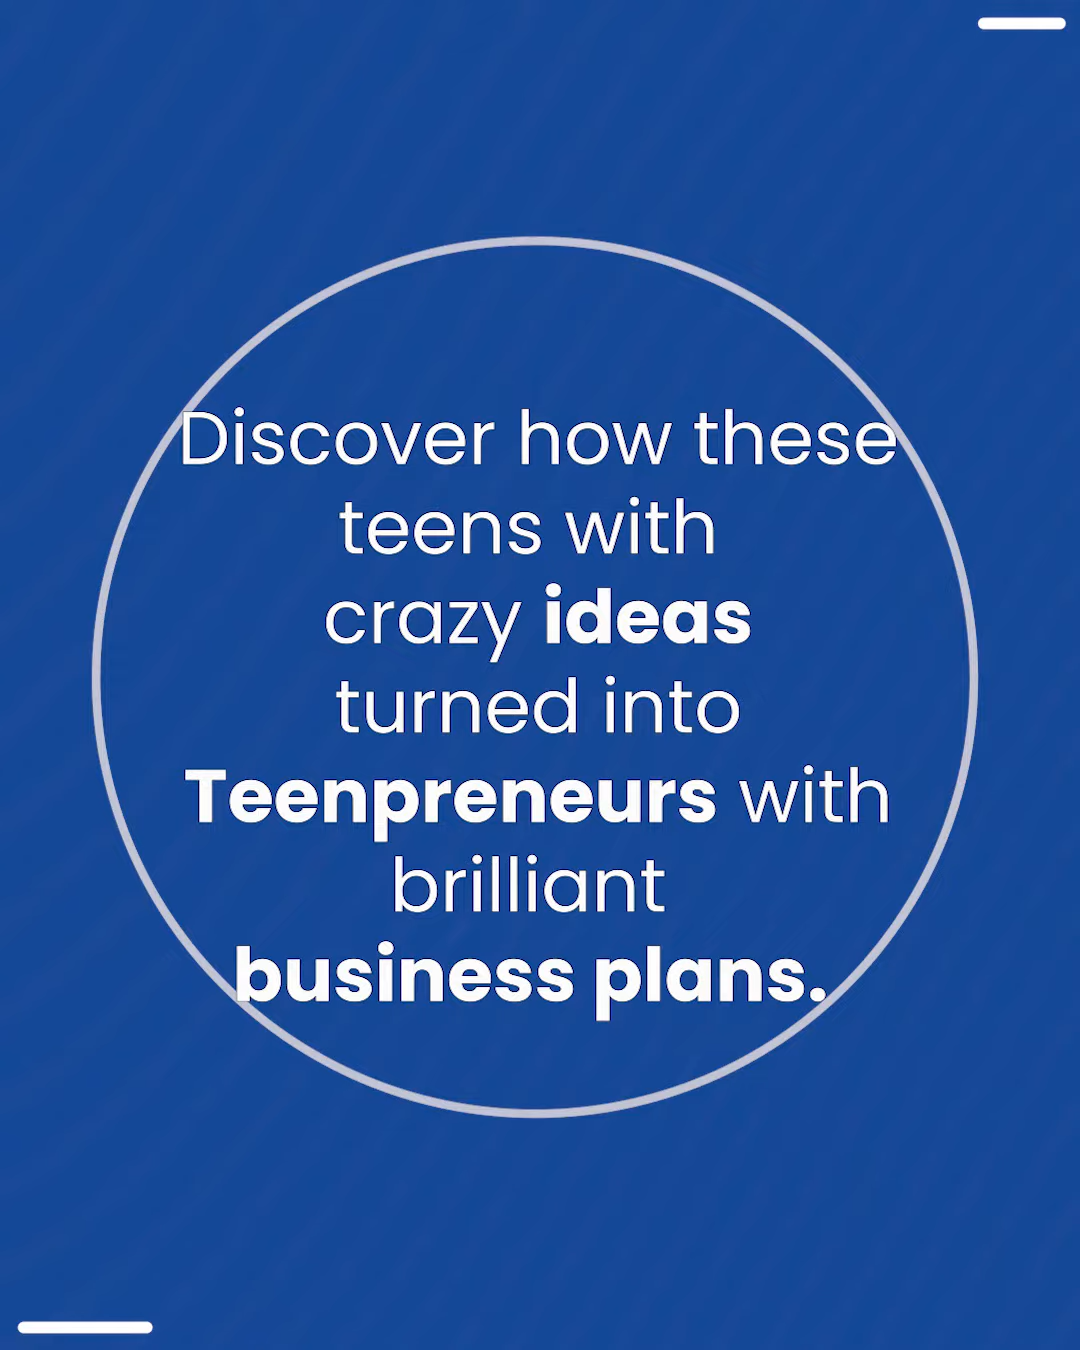 Discover how these
teens with
crazy ideas
turned into
Teenpreneurs with
brilliant
business plans.